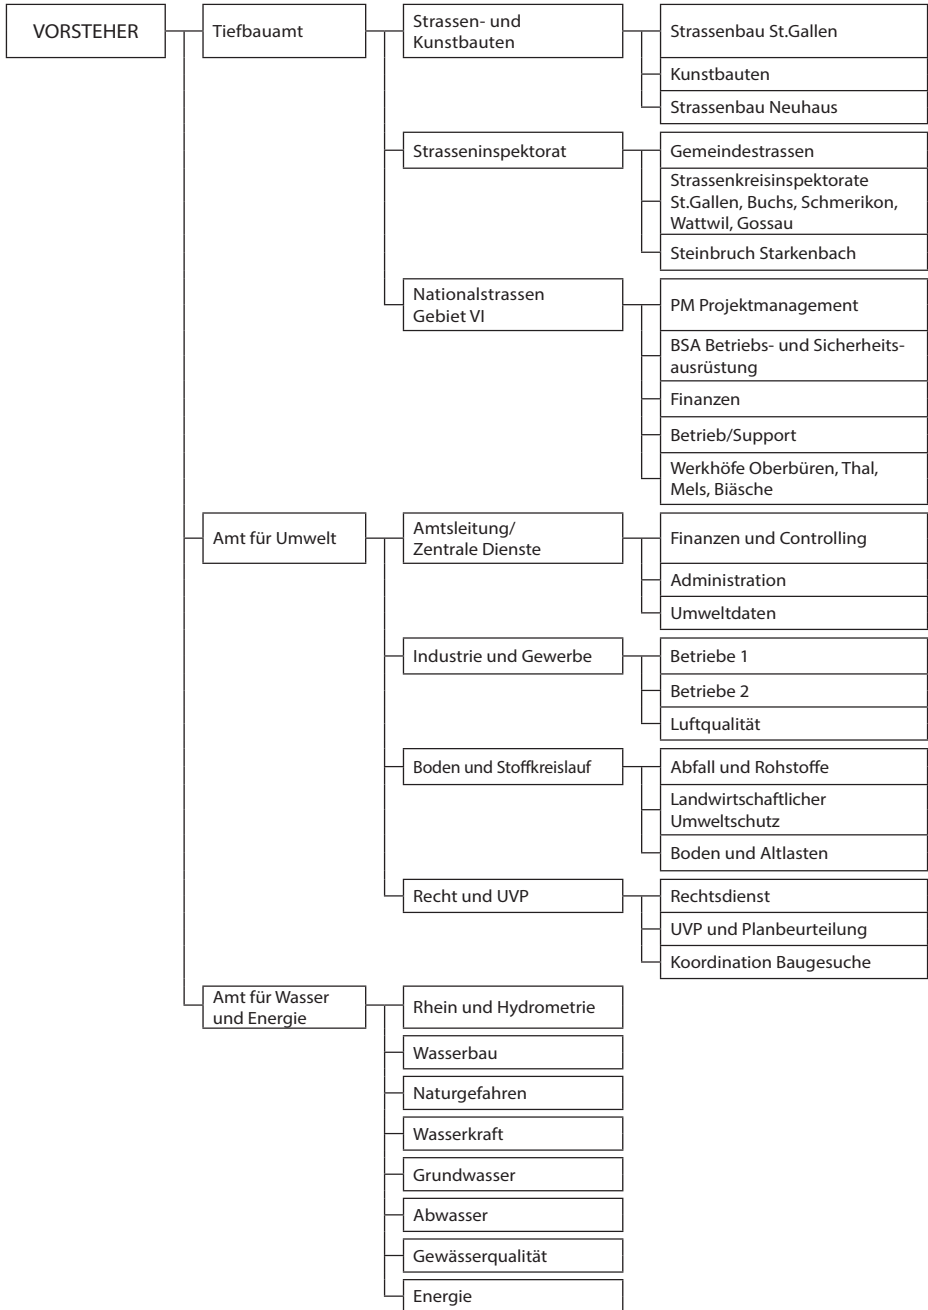 VORSTEHER
Tiefbauamt
Strassen- und
Kunstbauten
Strassenbau St.Gallen
Kunstbauten
Strassenbau Neuhaus
Strasseninspektorat
Gemeindestrassen
Strassenkreisinspektorate
St.Gallen, Buchs, Schmerikon,
Wattwil, Gossau
Steinbruch Starkenbach
Nationalstrassen
Gebiet VI
PM Projektmanagement
BSA Betriebs- und Sicherheits-
ausrüstung
Finanzen
Betrieb/Support
Werkhöfe Oberbüren, Thal,
Mels, Biäsche
Amt für Umwelt
Amtsleitung/
Zentrale Dienste
Finanzen und Controlling
Administration
Umweltdaten
Industrie und Gewerbe
Betriebe 1
Betriebe 2
Luftqualität
Boden und Stoffkreislauf
Abfall und Rohstoffe
Landwirtschaftlicher
Umweltschutz
Boden und Altlasten
Recht und UVP
Rechtsdienst
UVP und Planbeurteilung
Koordination Baugesuche
Amt für Wasser
und Energie
Rhein und Hydrometrie
Wasserbau
Naturgefahren
Wasserkraft
Grundwasser
Abwasser
Gewässerqualität
Energie